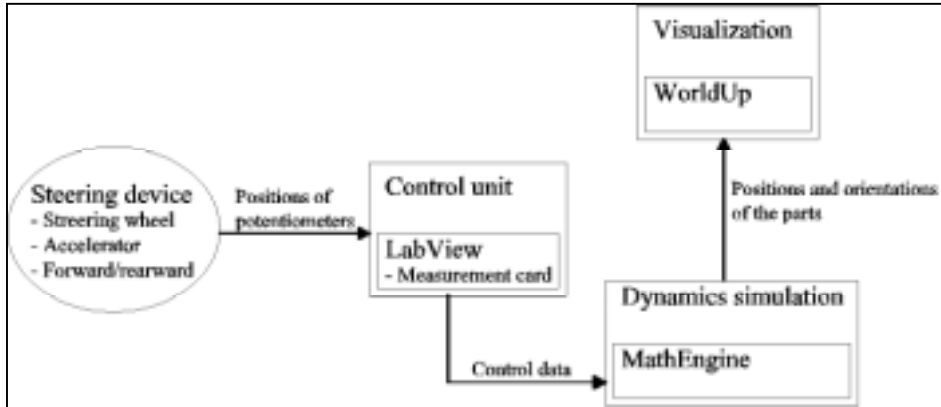 Steering device
- Streering wheel
- Accelerator
- Forward/rearward
Positions of
potentiometers
Control unit
LabView
- Measurement card
Control data
Dynamics simulation
MathEngine
Positions and orientations
of the parts
Visualization
WorldUp